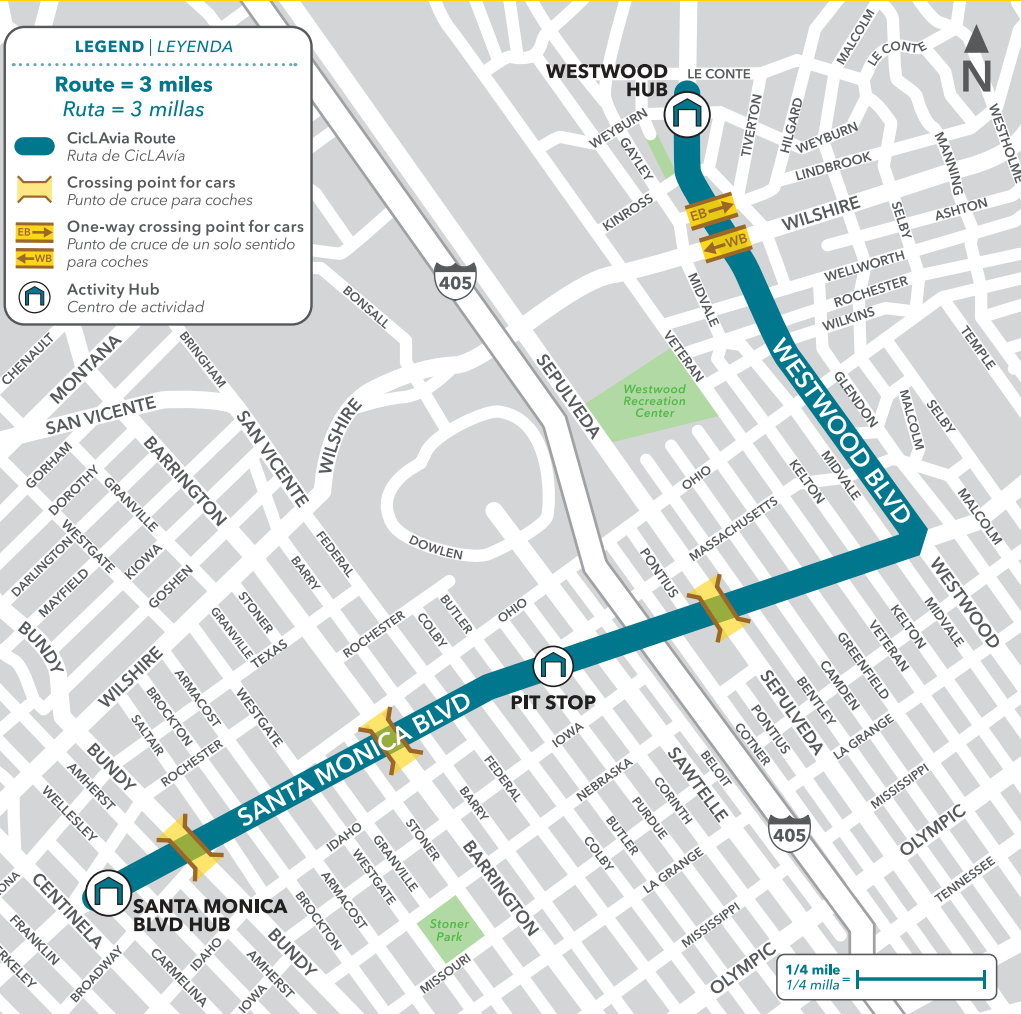 LEGEND | LEYENDA
Route = 3 miles
Ruta = 3 millas
CicLAvia Route
Ruta de CicLAvía
Crossing point for cars
Punto de cruce para coches
EB
WB
One-way crossing point for cars
Punto de cruce de un solo sentido
para coches
Activity Hub
Centro de actividad
N
WESTWOOD
HUB
LE CONTE
MALCOLM
LE CONTE
WEYBURN
GAYLEY
TIVERTON
HILGARD
WEYBURN
LINDBROOK
MANNING
WESTHOLME
KINROSS
EB
WB
WILSHIRE
SELBY
ASHTON
WELLWORTH
ROCHESTER
WILKINS
MIDVALE
VETERAN
TEMPLE
405
BONSALL
SEPULVEDA
Westwood
Recreation
Center
WESTWOOD BLVD
GLENDON
MALCOLM
SELBY
MIDVALE
KELTON
OHIO
MASSACHUSETTS
PONTIUS
MALCOLM
WESTWOOD
MIDVALE
KELTON
VETERAN
GREENFIELD
CAMDEN
BENTLEY
SEPULVEDA
PONTIUS
COTNER
LA GRANGE
MISSISSIPPI
OLYMPIC
TENNESSEE
CHENAULT
MONTANA
BRINGHAM
SAN VICENTE
SAN VICENTE
WILSHIRE
BARRINGTON
GORHAM
DOROTHY
GRANVILLE
WESTGATE
DARLINGTON
MAYFIELD
KIOWA
GOSHEN
FEDERAL
BARRY
DOWLEN
STONER
GRANVILLE
TEXAS
ROCHESTER
COLBY
BUTLER
OHIO
BUNDY
WILSHIRE
ARMACOST
BROCKTON
SALTAIR
WESTGATE
ROCHESTER
BUNDY
AMHERST
WELLESLEY
SANTA MONICA BLVD
PIT STOP
IOWA
FEDERAL
BARRY
NEBRASKA
SAWTELLE
BELOIT
CORINTH
PURDUE
BUTLER
COLBY
LA GRANGE
405
IDAHO
STONER
GRANVILLE
WESTGATE
ARMACOST
BROCKTON
BARRINGTON
Stoner
Park
MISSOURI
MISSISSIPPI
OLYMPIC
SANTA MONICA
BLVD HUB
CENTINELA
FRANKLIN
BROADWAY
CARMELINA
IDAHO
IOWA
AMHERST
BUNDY
1/4 mile
1/4 milla
=